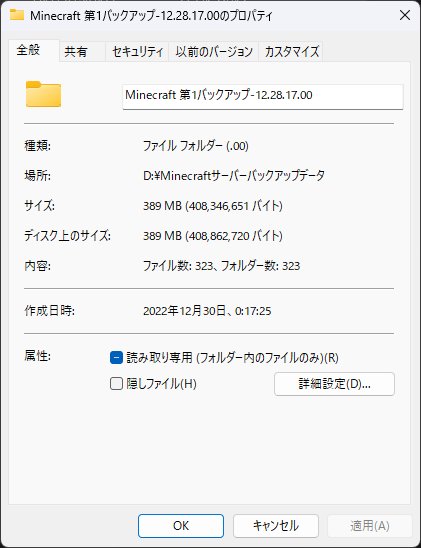 Minecraft 第1バックアップ-12.28.17.00のプロパティ
全般 共有 セキュリティ 以前のバージョン カスタマイズ
Minecraft 第1バックアップ-12.28.17.00
種類: ファイル フォルダー (.00)
場所: D:¥Minecraftサーバーバックアップデータ
サイズ: 389 MB (408,346,651 バイト)
ディスク上のサイズ: 389 MB (408,862,720 バイト)
内容: ファイル数: 323、フォルダー数: 323
作成日時: 2022年12月30日、0:17:25
属性: 読み取り専用 (フォルダー内のファイルのみ)(R)
隠しファイル(H) 詳細設定(D)...
OK キャンセル 適用(A)